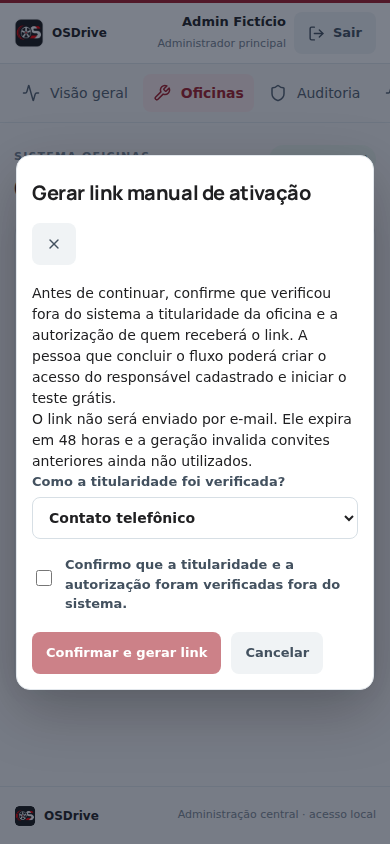 OSDrive
Admin Fictício
Administrador principal
Sair
Visão geral
Oficinas
Auditoria
SISTEMA OFICINAS
Gerar link manual de ativação
Antes de continuar, confirme que verificou
fora do sistema a titularidade da oficina e a
autorização de quem receberá o link. A
pessoa que concluir o fluxo poderá criar o
acesso do responsável cadastrado e iniciar o
teste grátis.
O link não será enviado por e-mail. Ele expira
em 48 horas e a geração invalida convites
anteriores ainda não utilizados.
Como a titularidade foi verificada?
Contato telefônico
Confirmo que a titularidade e a
autorização foram verificadas fora do
sistema.
Confirmar e gerar link
Cancelar
OSDrive
Administração central · acesso local